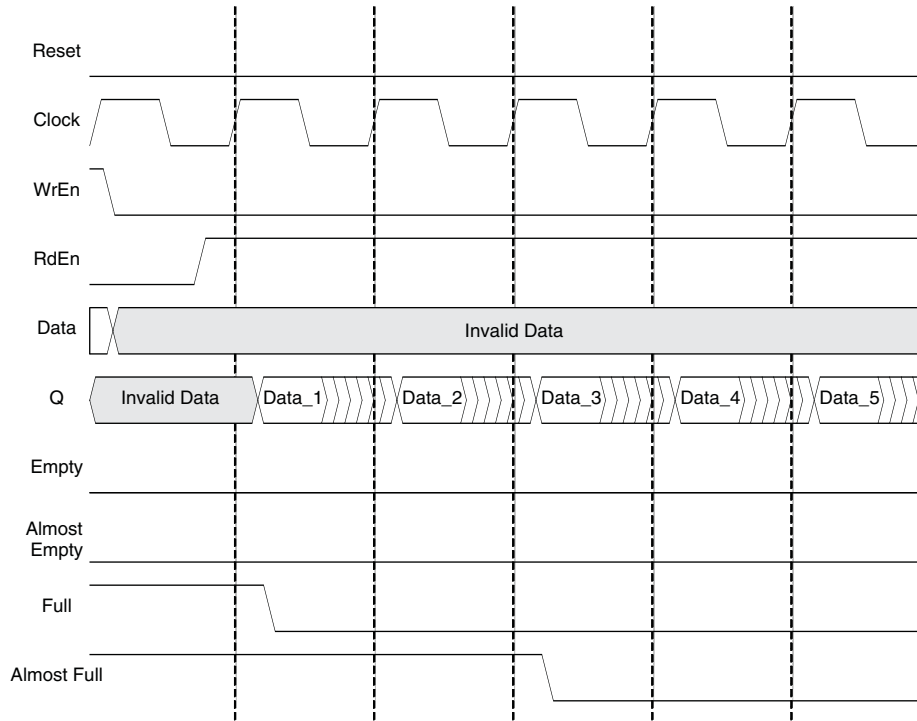 Reset
Clock
WrEn
RdEn
Data
Invalid Data
Q
Invalid Data
Data_1
Data_2
Data_3
Data_4
Data_5
Empty
Almost
Empty
Full
Almost Full